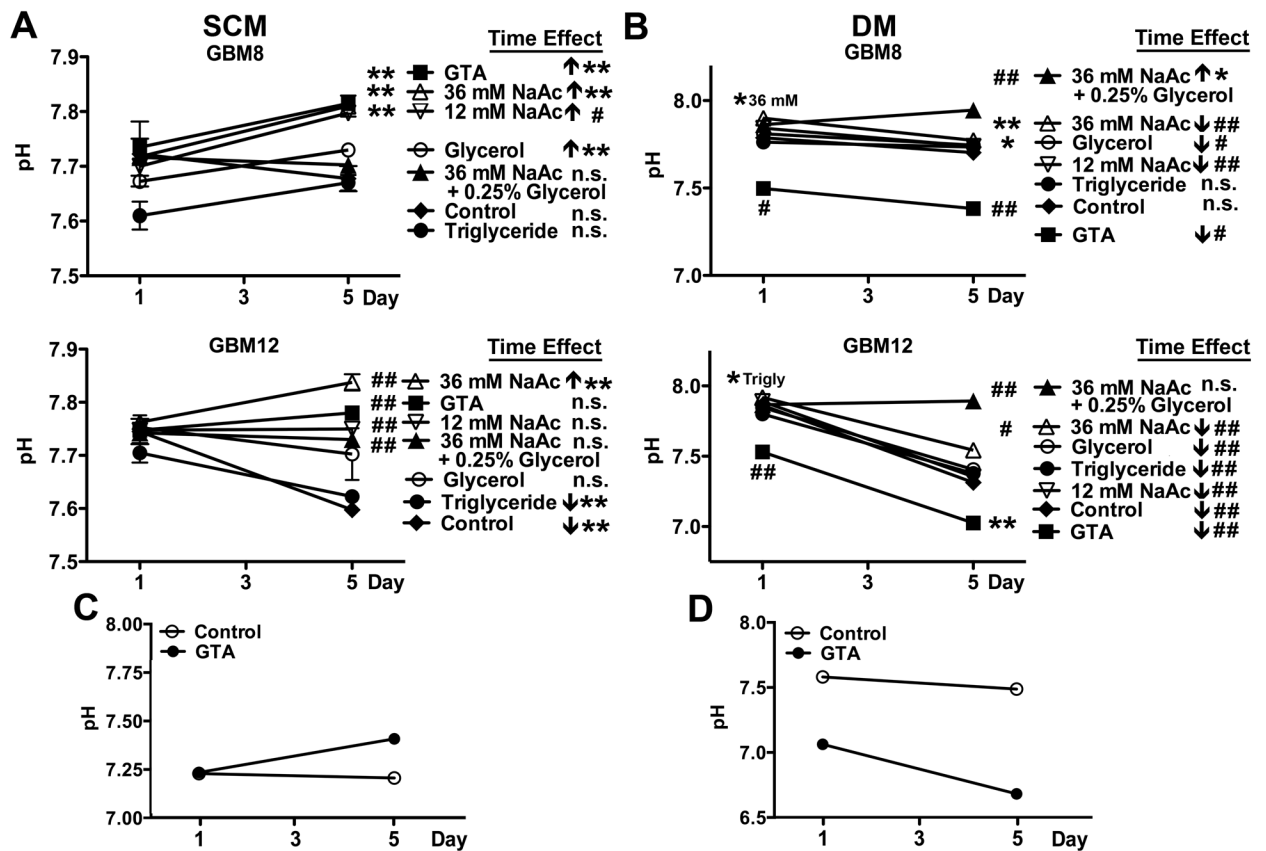 A
SCM
GBM8
Time Effect
7.9
7.8
7.7
7.6
7.5
pH
1
3
5
Day
** GTA ↑**
** 36 mM NaAc ↑**
** 12 mM NaAc ↑ #
Glycerol ↑**
36 mM NaAc n.s.
+ 0.25% Glycerol
Control n.s.
Triglyceride n.s.
B
DM
GBM8
Time Effect
8.0
7.5
7.0
pH
1
3
5
Day
*36 mM
#
## 36 mM NaAc ↑*
+ 0.25% Glycerol
** 36 mM NaAc ↓##
* Glycerol ↓#
12 mM NaAc ↓##
Triglyceride n.s.
Control n.s.
## GTA ↓#
GBM12
Time Effect
7.9
7.8
7.7
7.6
7.5
pH
1
3
5
Day
## 36 mM NaAc ↑**
## GTA n.s.
## 12 mM NaAc n.s.
## 36 mM NaAc n.s.
+ 0.25% Glycerol
Glycerol n.s.
Triglyceride ↓**
Control ↓**
GBM12
Time Effect
8.0
7.5
7.0
pH
1
3
5
Day
*Trigly
##
## 36 mM NaAc n.s.
+ 0.25% Glycerol
# 36 mM NaAc ↓##
Glycerol ↓##
Triglyceride ↓##
12 mM NaAc ↓##
Control ↓##
** GTA ↓##
C
8.00
7.75
7.50
7.25
7.00
pH
Control
GTA
1
3
5
Day
D
8.0
7.5
7.0
6.5
pH
Control
GTA
1
3
5
Day